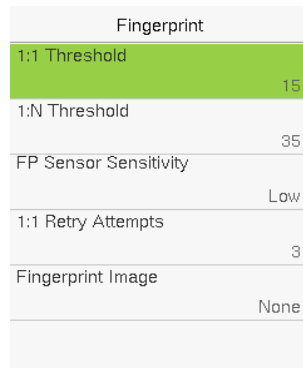 Fingerprint
1:1 Threshold
15
1:N Threshold
35
FP Sensor Sensitivity
Low
1:1 Retry Attempts
3
Fingerprint Image
None